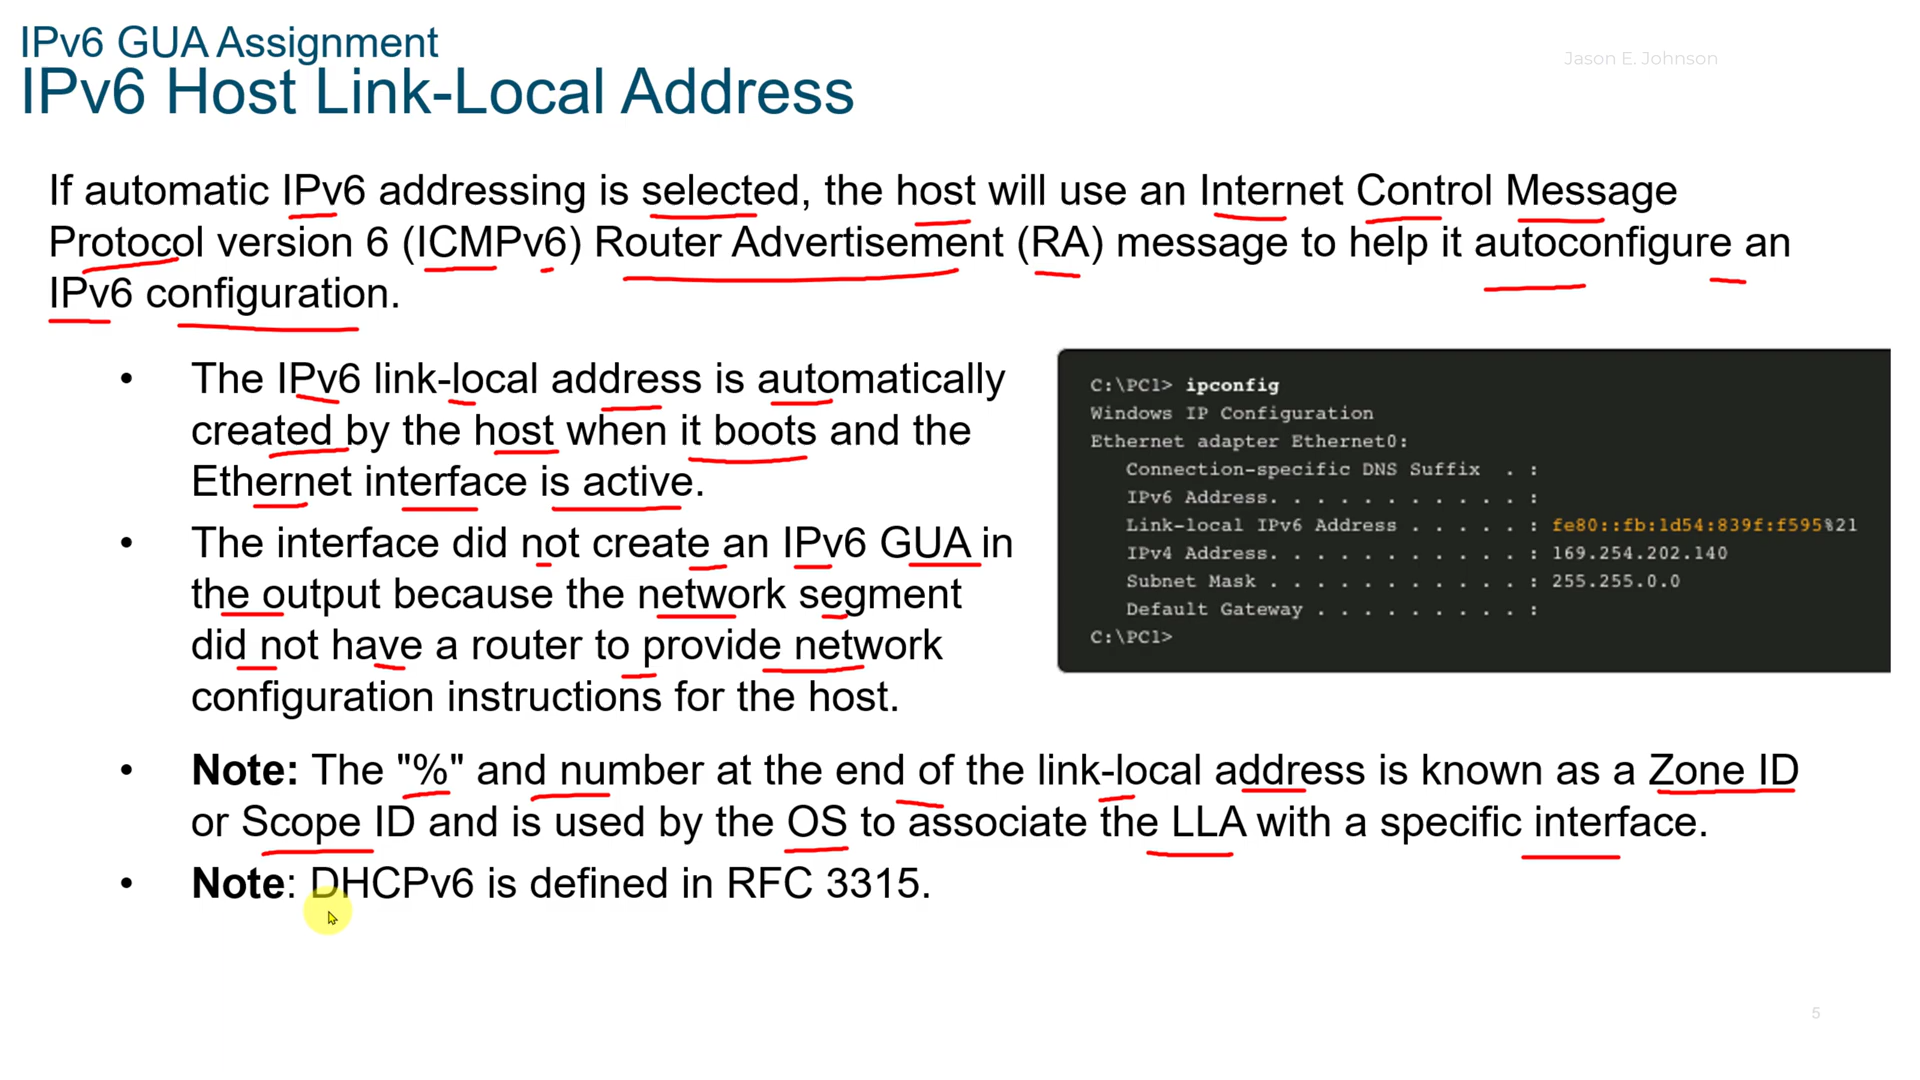 IPv6 GUA Assignment
Jason E. Johnson
IPv6 Host Link-Local Address
If automatic IPv6 addressing is selected, the host will use an Internet Control Message
Protocol version 6 (ICMPv6) Router Advertisement (RA) message to help it autoconfigure an
IPv6 configuration.
• The IPv6 link-local address is automatically
created by the host when it boots and the
Ethernet interface is active.
• The interface did not create an IPv6 GUA in
the output because the network segment
did not have a router to provide network
configuration instructions for the host.
C:\PC1> ipconfig
Windows IP Configuration
Ethernet adapter Ethernet0:
Connection-specific DNS Suffix . :
IPv6 Address. . . . . . . . . . . :
Link-local IPv6 Address . . . . . : fe80::fb:1d54:839f:f595%21
IPv4 Address. . . . . . . . . . . : 169.254.202.140
Subnet Mask . . . . . . . . . . . : 255.255.0.0
Default Gateway . . . . . . . . . :
C:\PC1>
• Note: The "%" and number at the end of the link-local address is known as a Zone ID
or Scope ID and is used by the OS to associate the LLA with a specific interface.
• Note: DHCPv6 is defined in RFC 3315.
5